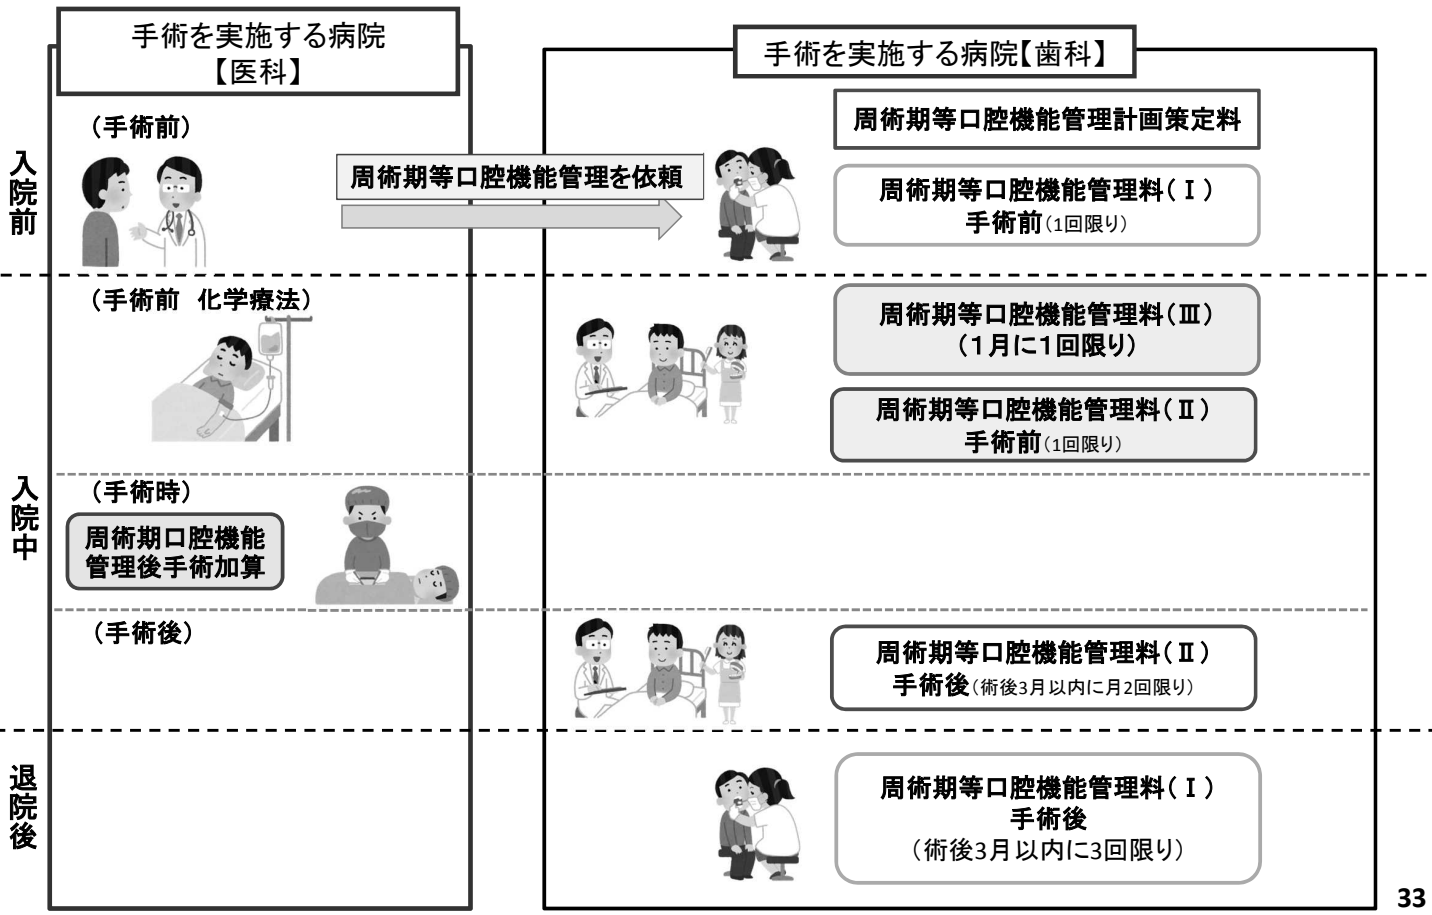 手術を実施する病院
【医科】
手術を実施する病院【歯科】
入院前
（手術前）
周術期等口腔機能管理を依頼
周術期等口腔機能管理計画策定料
周術期等口腔機能管理料（Ⅰ）
手術前（1回限り）
入院中
（手術前　化学療法）
周術期等口腔機能管理料（Ⅲ）
（１月に１回限り）
周術期等口腔機能管理料（Ⅱ）
手術前（1回限り）
（手術時）
周術期口腔機能
管理後手術加算
（手術後）
周術期等口腔機能管理料（Ⅱ）
手術後（術後3月以内に月2回限り）
退院後
周術期等口腔機能管理料（Ⅰ）
手術後
（術後3月以内に3回限り）
33